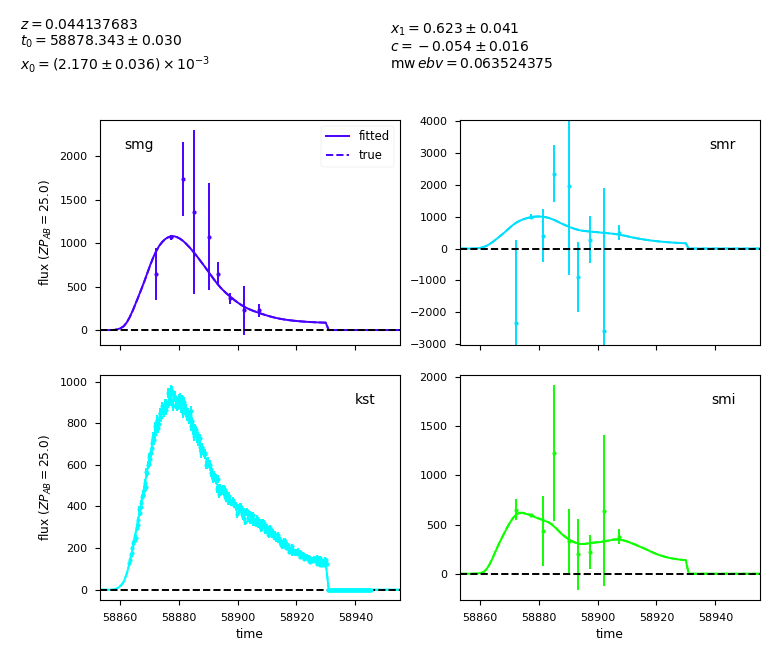 z = 0.044137683
t₀ = 58878.343 ± 0.030
x₀ = (2.170 ± 0.036) × 10⁻³
x₁ = 0.623 ± 0.041
c = −0.054 ± 0.016
mw ebv = 0.063524375
smg
fitted
true
2000
1500
1000
500
0
flux (ZP_AB = 25.0)
smr
4000
3000
2000
1000
0
−1000
−2000
−3000
kst
1000
800
600
400
200
0
flux (ZP_AB = 25.0)
58860 58880 58900 58920 58940
time
smi
2000
1500
1000
500
0
58860 58880 58900 58920 58940
time